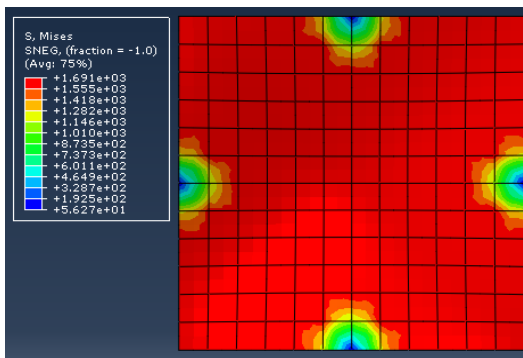 S, Mises
SNEG, (fraction = -1.0)
(Avg: 75%)
+1.691e+03
+1.555e+03
+1.418e+03
+1.282e+03
+1.146e+03
+1.010e+03
+8.735e+02
+7.373e+02
+6.011e+02
+4.649e+02
+3.287e+02
+1.925e+02
+5.627e+01